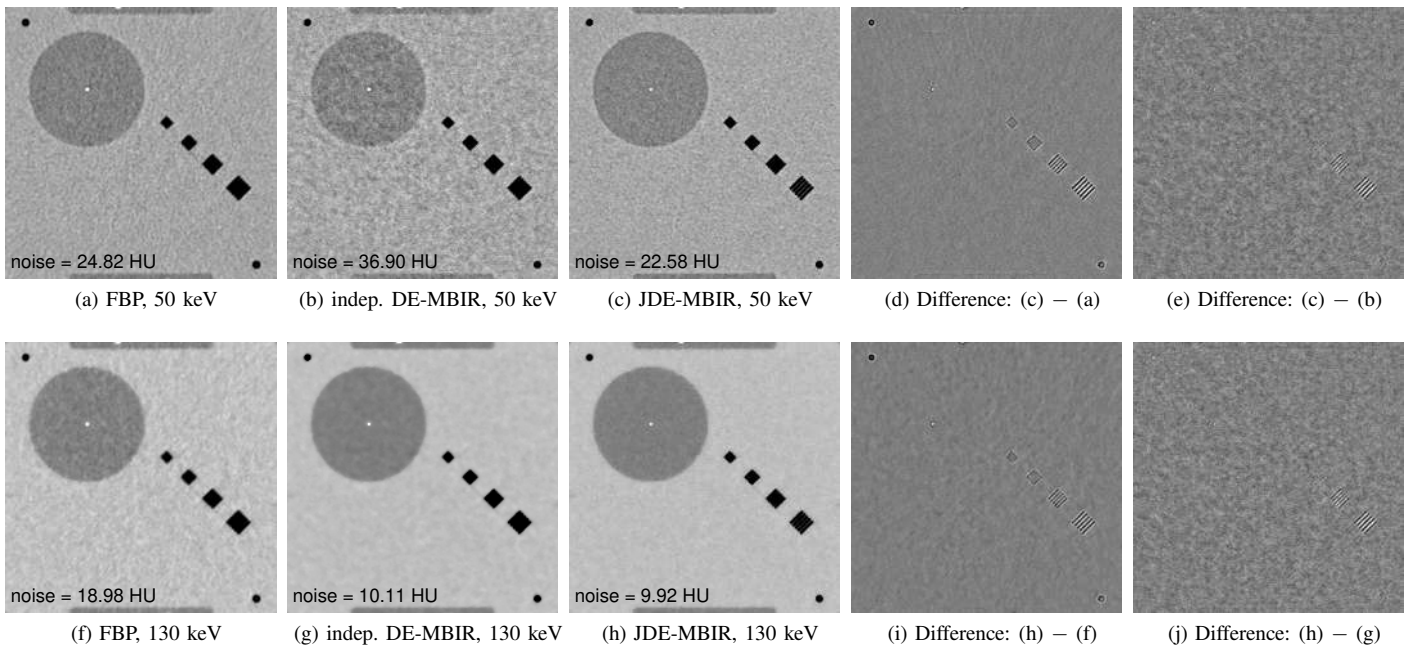 noise = 24.82 HU
noise = 36.90 HU
noise = 22.58 HU
(a) FBP, 50 keV
(b) indep. DE-MBIR, 50 keV
(c) JDE-MBIR, 50 keV
(d) Difference: (c) − (a)
(e) Difference: (c) − (b)
noise = 18.98 HU
noise = 10.11 HU
noise = 9.92 HU
(f) FBP, 130 keV
(g) indep. DE-MBIR, 130 keV
(h) JDE-MBIR, 130 keV
(i) Difference: (h) − (f)
(j) Difference: (h) − (g)